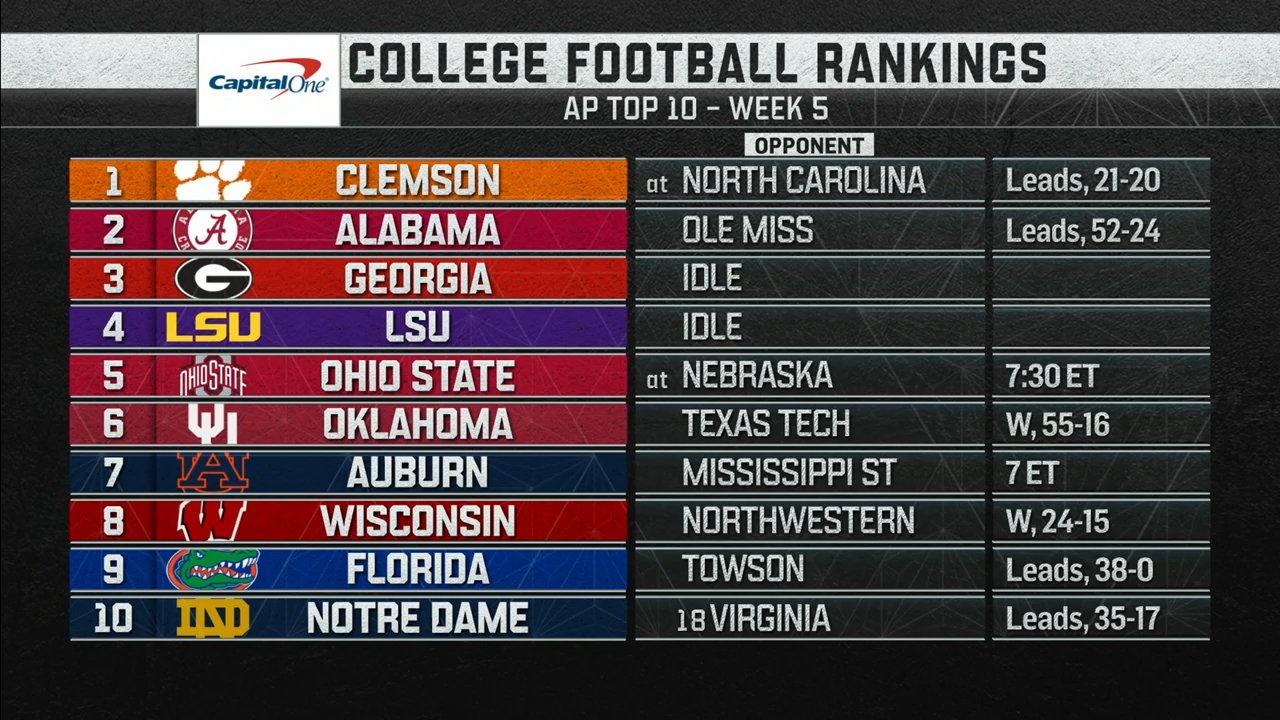 CapitalOne®
COLLEGE FOOTBALL RANKINGS
AP TOP 10 – WEEK 5
OPPONENT
1 CLEMSON at NORTH CAROLINA Leads, 21-20
2 A ALABAMA OLE MISS Leads, 52-24
3 G GEORGIA IDLE
4 LSU LSU IDLE
5 OHIO STATE OHIO STATE at NEBRASKA 7:30 ET
6 OU OKLAHOMA TEXAS TECH W, 55-16
7 AU AUBURN MISSISSIPPI ST 7 ET
8 W WISCONSIN NORTHWESTERN W, 24-15
9 FLORIDA TOWSON Leads, 38-0
10 ND NOTRE DAME 18 VIRGINIA Leads, 35-17